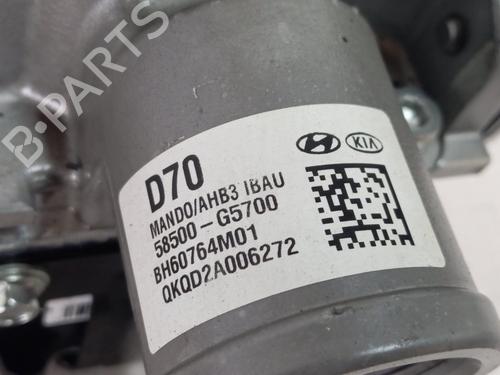 B-PARTS
D70
KIA
MANDO/AHB3 IBAU
58500-G5700
BH60764M01
QKQD2A006272